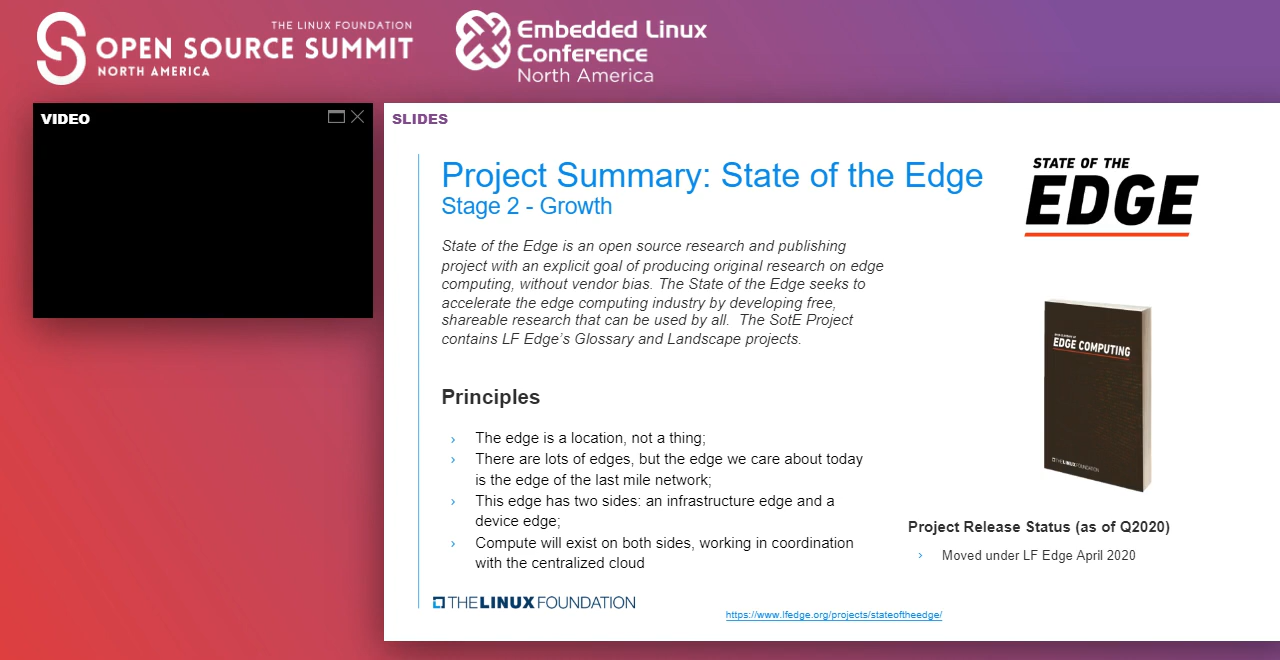 THE LINUX FOUNDATION
OPEN SOURCE SUMMIT
NORTH AMERICA
Embedded Linux
Conference
North America
VIDEO
SLIDES
Project Summary: State of the Edge
Stage 2 - Growth
State of the Edge is an open source research and publishing
project with an explicit goal of producing original research on edge
computing, without vendor bias. The State of the Edge seeks to
accelerate the edge computing industry by developing free,
shareable research that can be used by all.  The SotE Project
contains LF Edge’s Glossary and Landscape projects.
Principles
› The edge is a location, not a thing;
› There are lots of edges, but the edge we care about today
is the edge of the last mile network;
› This edge has two sides: an infrastructure edge and a
device edge;
› Compute will exist on both sides, working in coordination
with the centralized cloud
STATE OF THE
EDGE
EDGE COMPUTING
THE LINUX FOUNDATION
Project Release Status (as of Q2020)
› Moved under LF Edge April 2020
THE LINUX FOUNDATION
https://www.lfedge.org/projects/stateoftheedge/